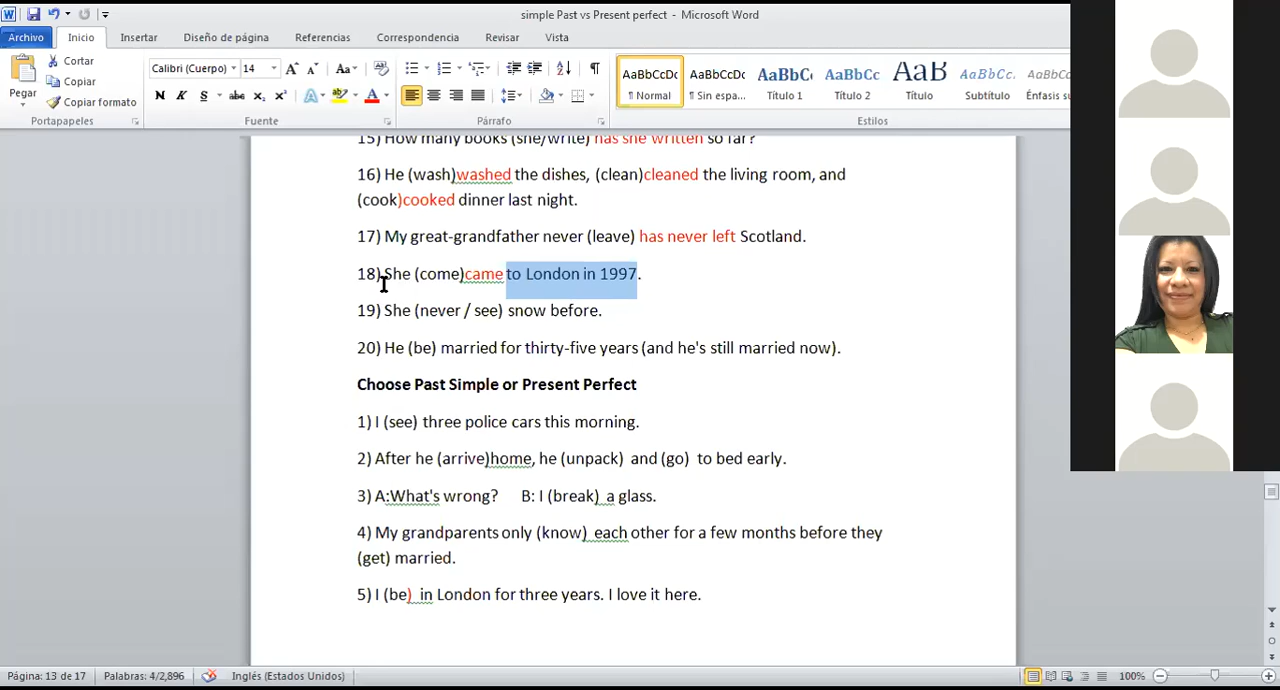 simple Past vs Present perfect - Microsoft Word
Archivo Inicio Insertar Diseño de página Referencias Correspondencia Revisar Vista
Cortar
Copiar
Copiar formato
Pegar
Portapapeles
Calibri (Cuerpo) 14
Fuente
Párrafo
AaBbCcDc AaBbCcDc AaBbC AaBbCc AaB AaBbCc. AaBbCc
¶ Normal ¶ Sin espa... Título 1 Título 2 Título Subtítulo Énfasis su
Estilos
15) How many books (she/write) has she written so far?
16) He (wash)washed the dishes, (clean)cleaned the living room, and
(cook)cooked dinner last night.
17) My great-grandfather never (leave) has never left Scotland.
18) She (come)came to London in 1997.
19) She (never / see) snow before.
20) He (be) married for thirty-five years (and he's still married now).
Choose Past Simple or Present Perfect
1) I (see) three police cars this morning.
2) After he (arrive)home, he (unpack) and (go) to bed early.
3) A:What's wrong? B: I (break) a glass.
4) My grandparents only (know) each other for a few months before they
(get) married.
5) I (be) in London for three years. I love it here.
Página: 13 de 17 Palabras: 4/2,896 Inglés (Estados Unidos) 100%